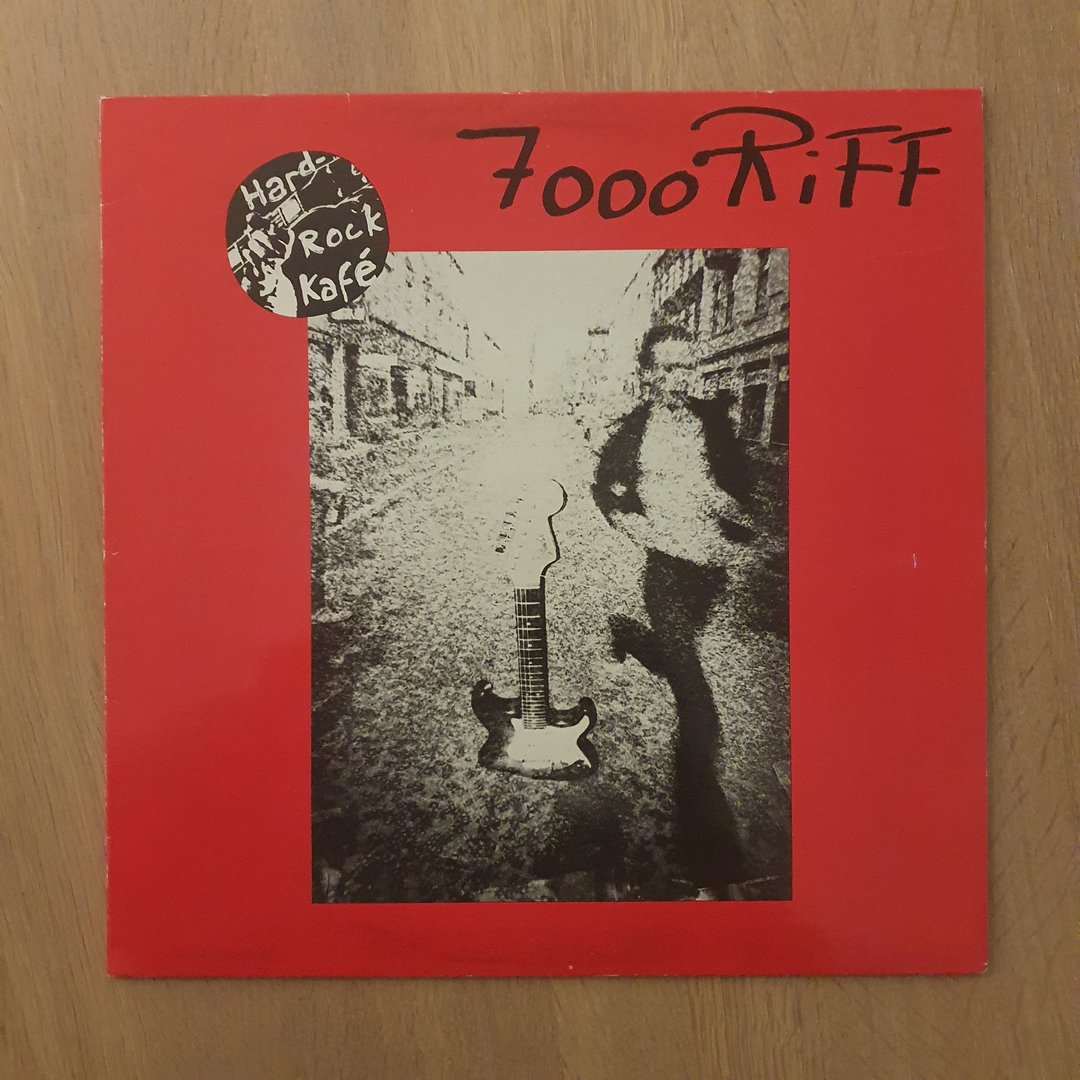 7000 RiFF
Hard-
Rock
Kafé